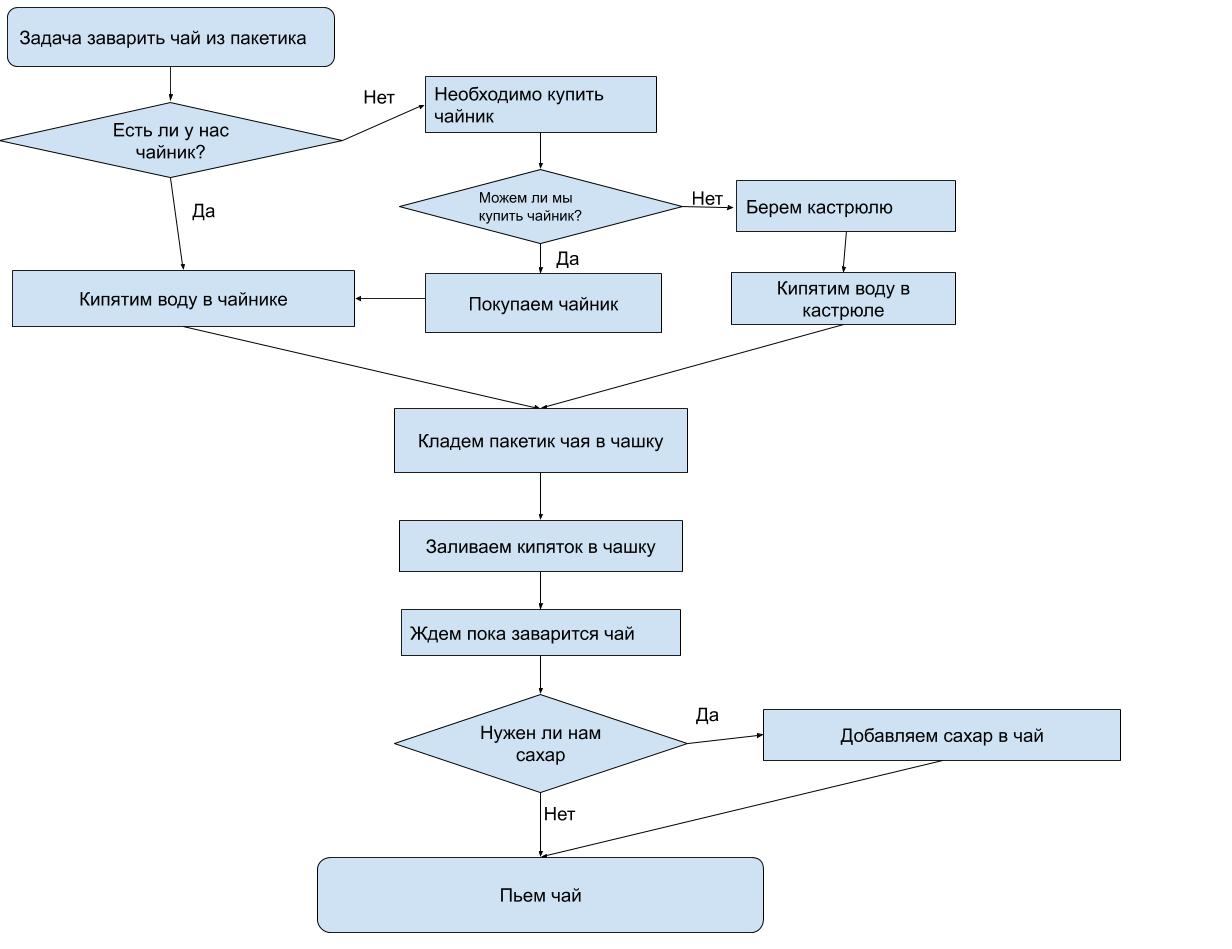 Задача заварить чай из пакетика
Нет
Необходимо купить
чайник
Есть ли у нас
чайник?
Да
Можем ли мы
купить чайник?
Нет
Берем кастрюлю
Да
Кипятим воду в чайнике
Покупаем чайник
Кипятим воду в
кастрюле
Кладем пакетик чая в чашку
Заливаем кипяток в чашку
Ждем пока заварится чай
Нужен ли нам
сахар
Да
Добавляем сахар в чай
Нет
Пьем чай